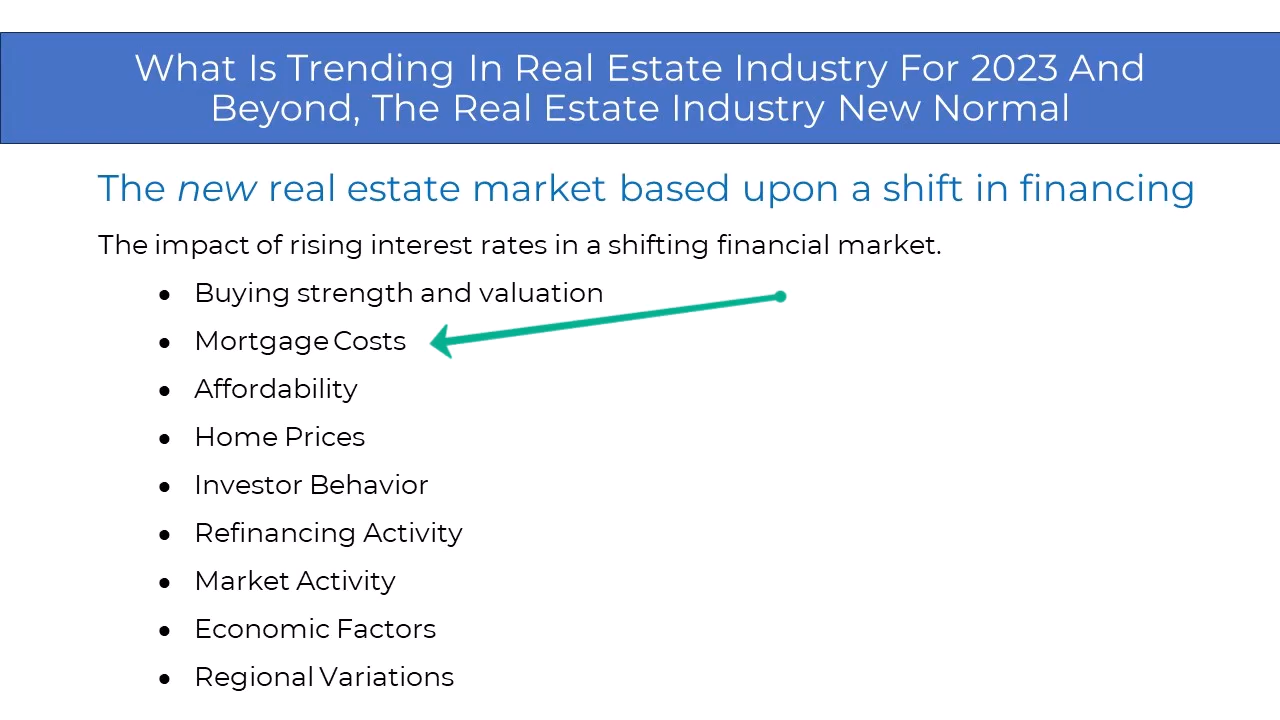 What Is Trending In Real Estate Industry For 2023 And
Beyond, The Real Estate Industry New Normal
The new real estate market based upon a shift in financing
The impact of rising interest rates in a shifting financial market.
● Buying strength and valuation
● Mortgage Costs
● Affordability
● Home Prices
● Investor Behavior
● Refinancing Activity
● Market Activity
● Economic Factors
● Regional Variations